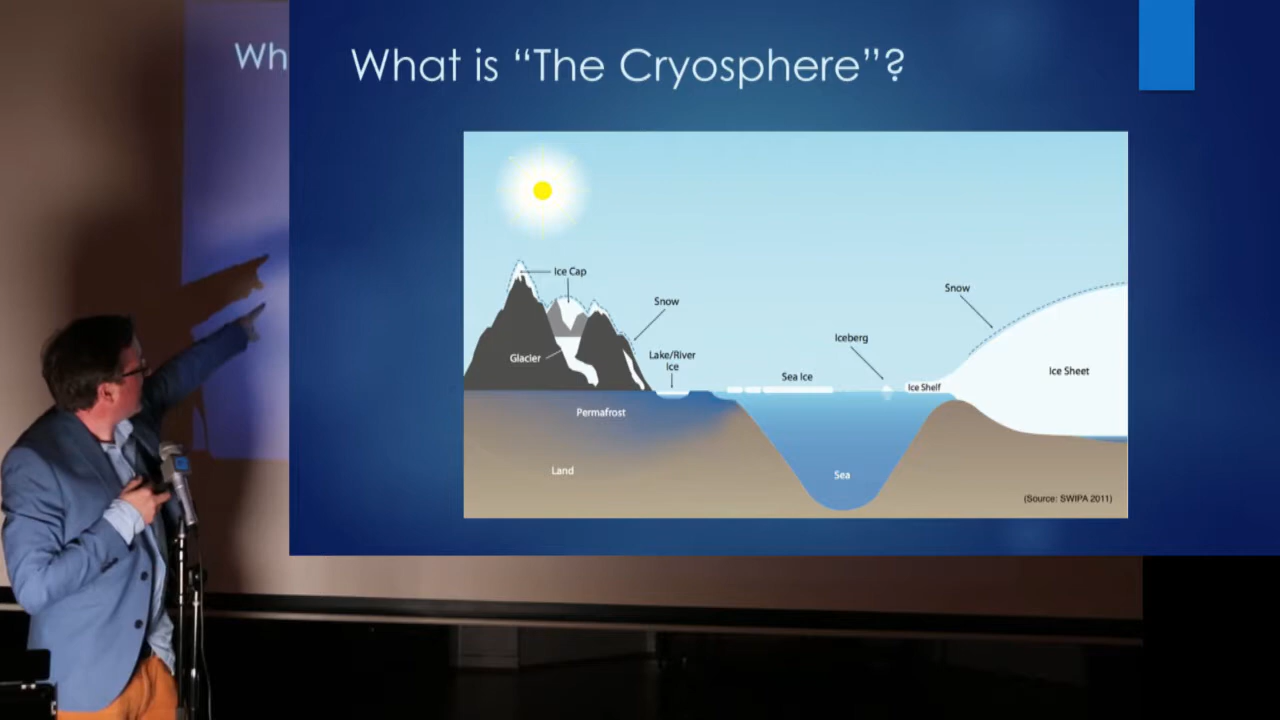 Wh
What is “The Cryosphere”?
Ice Cap
Snow
Snow
Iceberg
Glacier
Lake/River
Ice
Sea Ice
Ice Shelf
Ice Sheet
Permafrost
Land
Sea
(Source: SWIPA 2011)